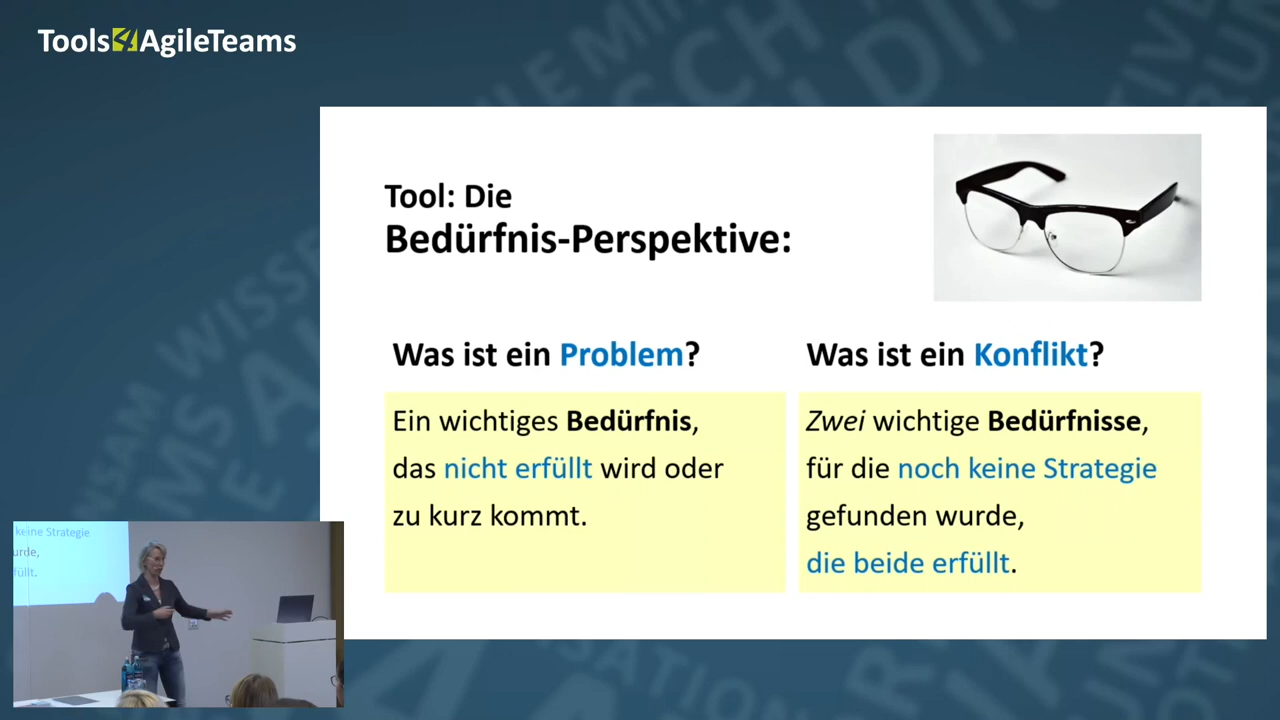 Tools4AgileTeams
Tool: Die
Bedürfnis-Perspektive:
Was ist ein Problem?
Ein wichtiges Bedürfnis,
das nicht erfüllt wird oder
zu kurz kommt.
Was ist ein Konflikt?
Zwei wichtige Bedürfnisse,
für die noch keine Strategie
gefunden wurde,
die beide erfüllt.
keine Strategie
urde,
füllt.